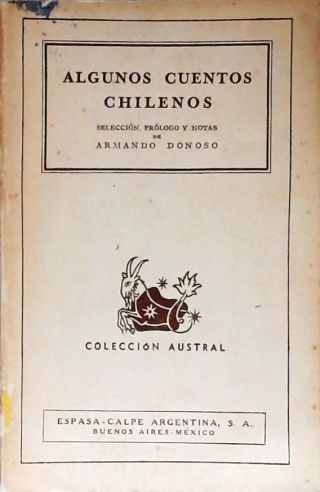 ALGUNOS CUENTOS
CHILENOS
SELECCIÓN, PRÓLOGO Y NOTAS
DE
ARMANDO DONOSO
COLECCIÓN AUSTRAL
ESPASA-CALPE ARGENTINA, S. A.
BUENOS AIRES-MÉXICO